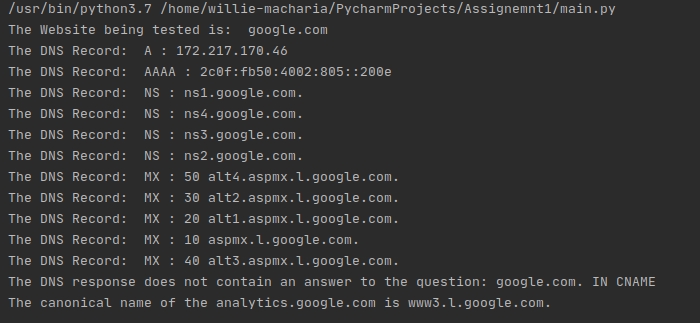 /usr/bin/python3.7 /home/willie-macharia/PycharmProjects/Assignemnt1/main.py
The Website being tested is:  google.com
The DNS Record:  A : 172.217.170.46
The DNS Record:  AAAA : 2c0f:fb50:4002:805::200e
The DNS Record:  NS : ns1.google.com.
The DNS Record:  NS : ns4.google.com.
The DNS Record:  NS : ns3.google.com.
The DNS Record:  NS : ns2.google.com.
The DNS Record:  MX : 50 alt4.aspmx.l.google.com.
The DNS Record:  MX : 30 alt2.aspmx.l.google.com.
The DNS Record:  MX : 20 alt1.aspmx.l.google.com.
The DNS Record:  MX : 10 aspmx.l.google.com.
The DNS Record:  MX : 40 alt3.aspmx.l.google.com.
The DNS response does not contain an answer to the question: google.com. IN CNAME
The canonical name of the analytics.google.com is www3.l.google.com.